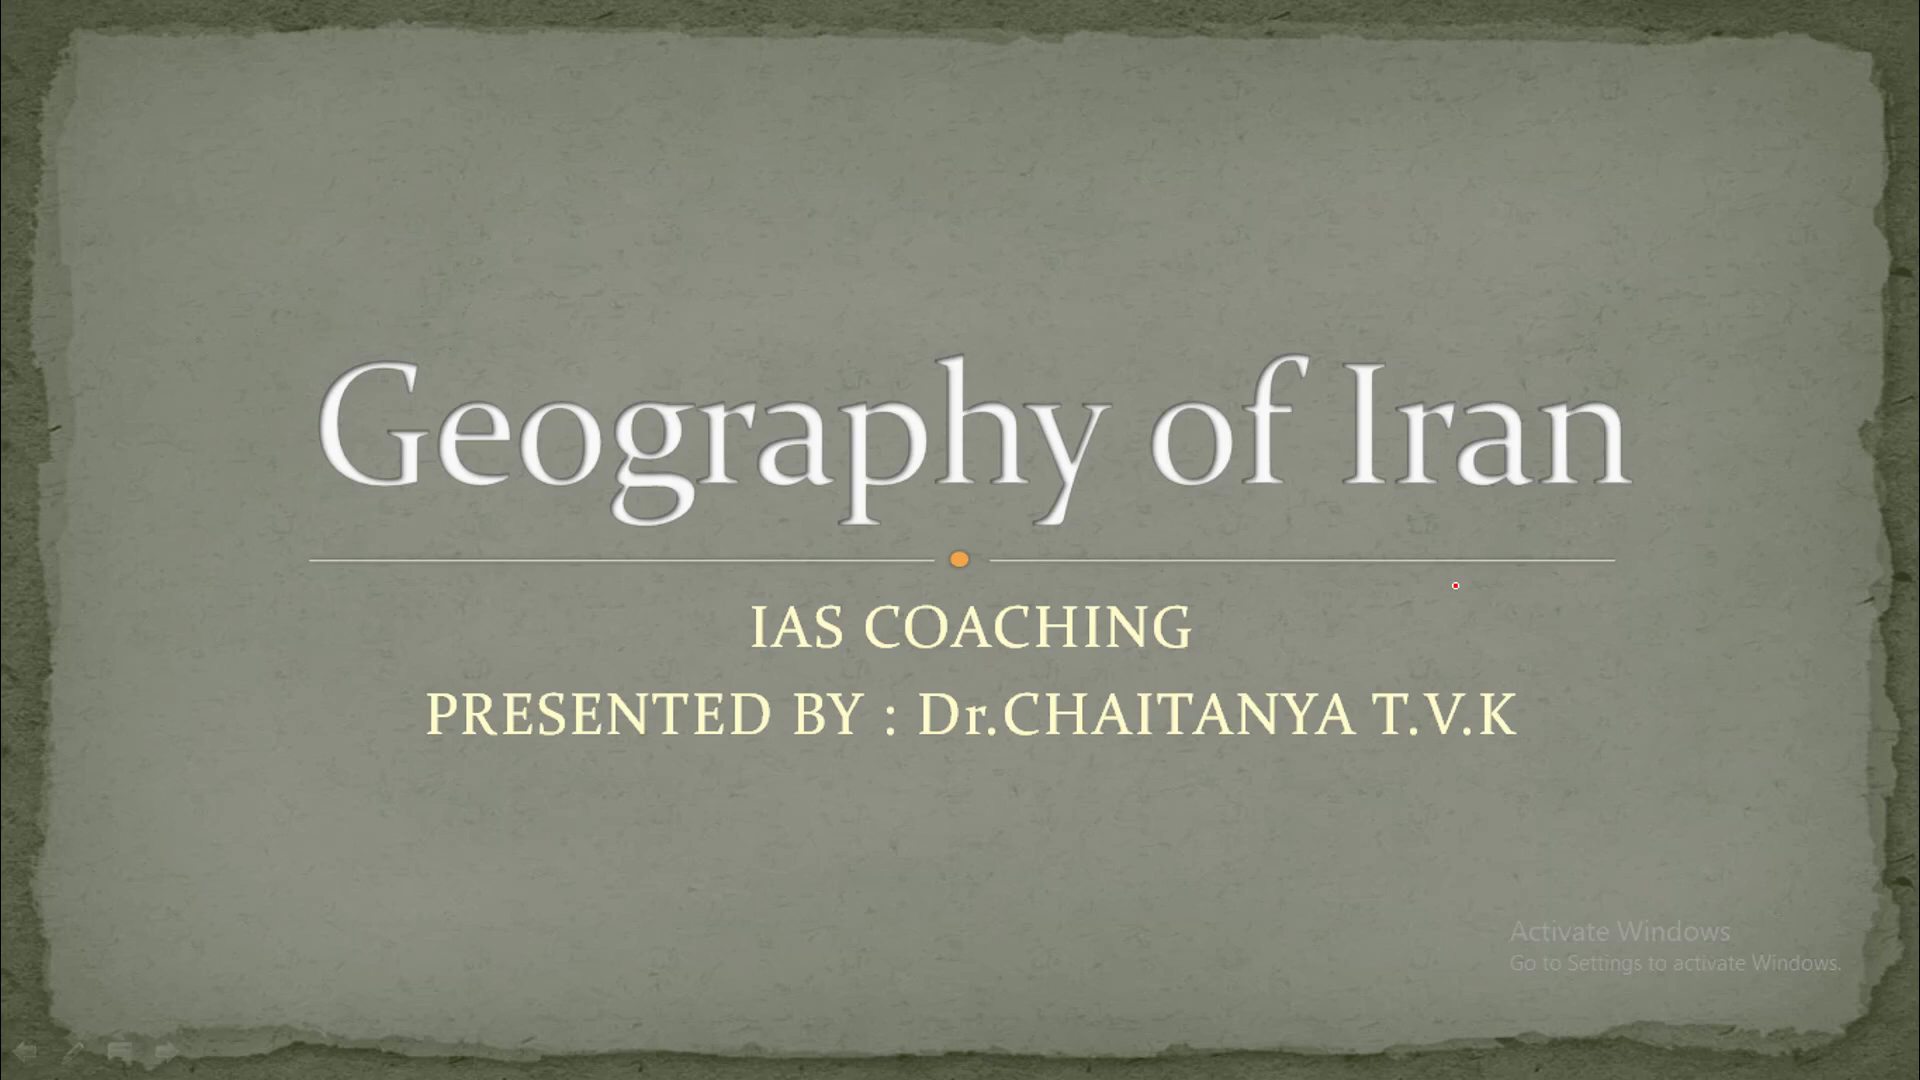 Geography of Iran
IAS COACHING
PRESENTED BY : Dr.CHAITANYA T.V.K
Activate Windows
Go to Settings to activate Windows.